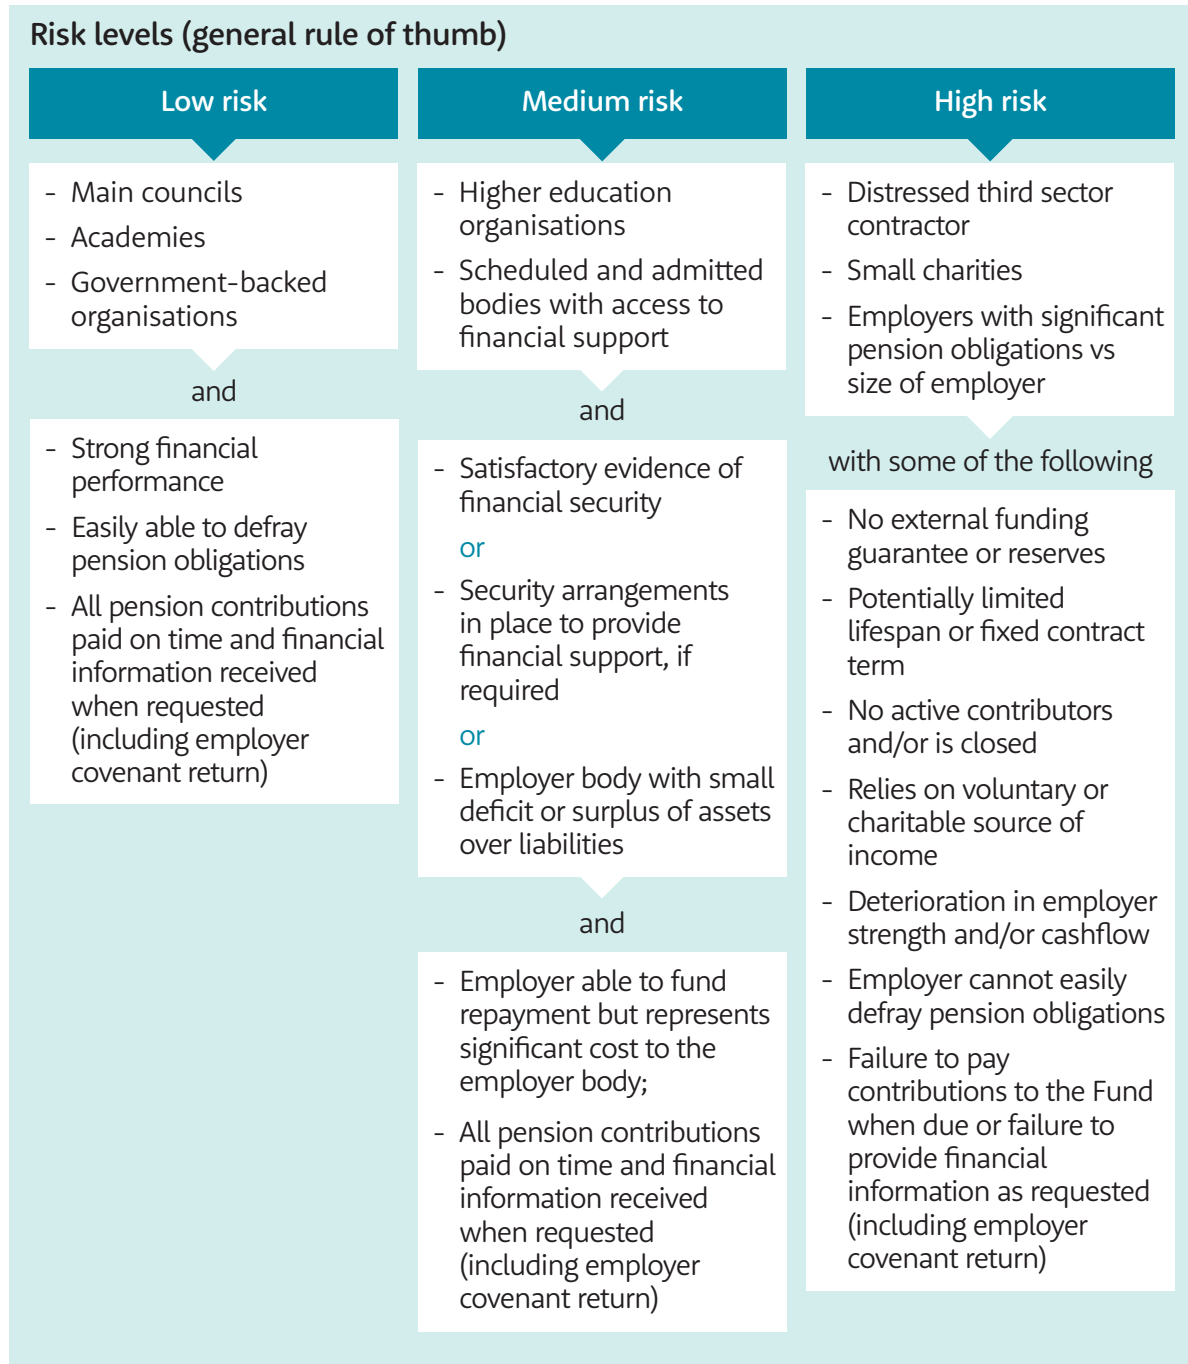 Risk levels (general rule of thumb)
Low risk
- Main councils
- Academies
- Government-backed
organisations
and
- Strong financial
performance
- Easily able to defray
pension obligations
- All pension contributions
paid on time and financial
information received
when requested
(including employer
covenant return)
Medium risk
- Higher education
organisations
- Scheduled and admitted
bodies with access to
financial support
and
- Satisfactory evidence of
financial security
or
- Security arrangements
in place to provide
financial support, if
required
or
- Employer body with small
deficit or surplus of assets
over liabilities
and
- Employer able to fund
repayment but represents
significant cost to the
employer body;
- All pension contributions
paid on time and financial
information received
when requested
(including employer
covenant return)
High risk
- Distressed third sector
contractor
- Small charities
- Employers with significant
pension obligations vs
size of employer
with some of the following
- No external funding
guarantee or reserves
- Potentially limited
lifespan or fixed contract
term
- No active contributors
and/or is closed
- Relies on voluntary or
charitable source of
income
- Deterioration in employer
strength and/or cashflow
- Employer cannot easily
defray pension obligations
- Failure to pay
contributions to the Fund
when due or failure to
provide financial
information as requested
(including employer
covenant return)